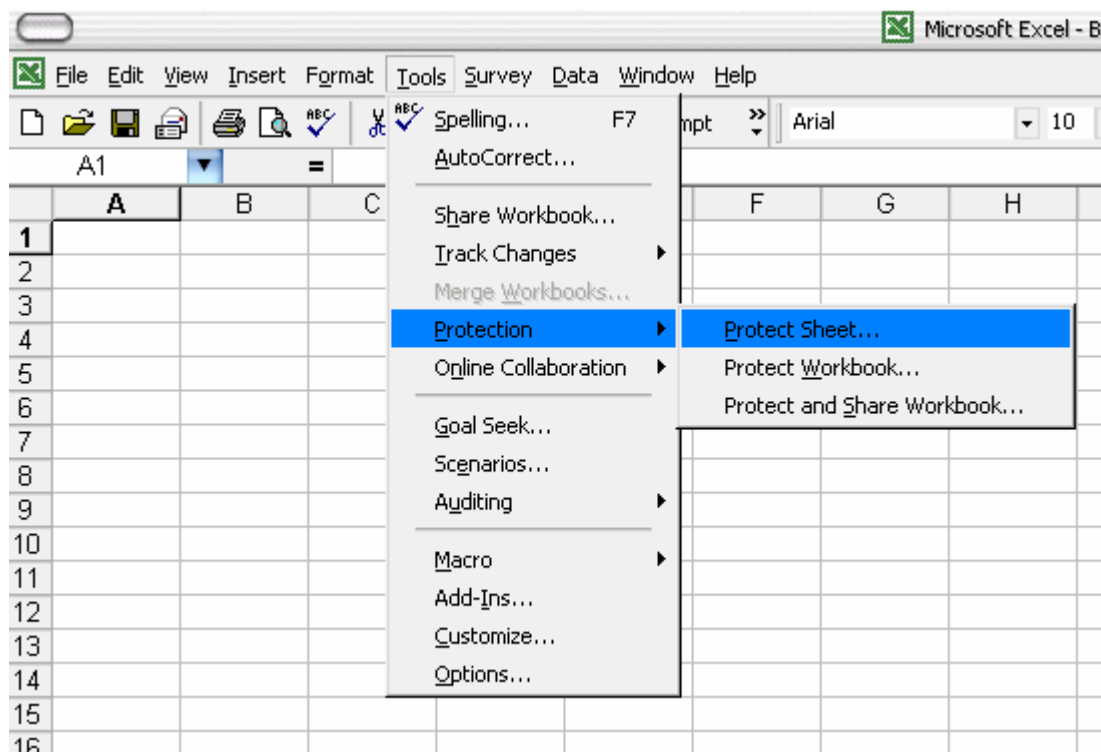 Microsoft Excel - B
File Edit View Insert Format Tools Survey Data Window Help
ABC ABC Spelling... F7 mpt » Arial 10
A1 =
AutoCorrect...
A B C F G H
Share Workbook...
1
Track Changes
2
Merge Workbooks...
3
Protection Protect Sheet...
4
Online Collaboration Protect Workbook...
5
Protect and Share Workbook...
6
Goal Seek...
7
Scenarios...
8
Auditing
9
10
Macro
11
Add-Ins...
12
Customize...
13
Options...
14
15
16